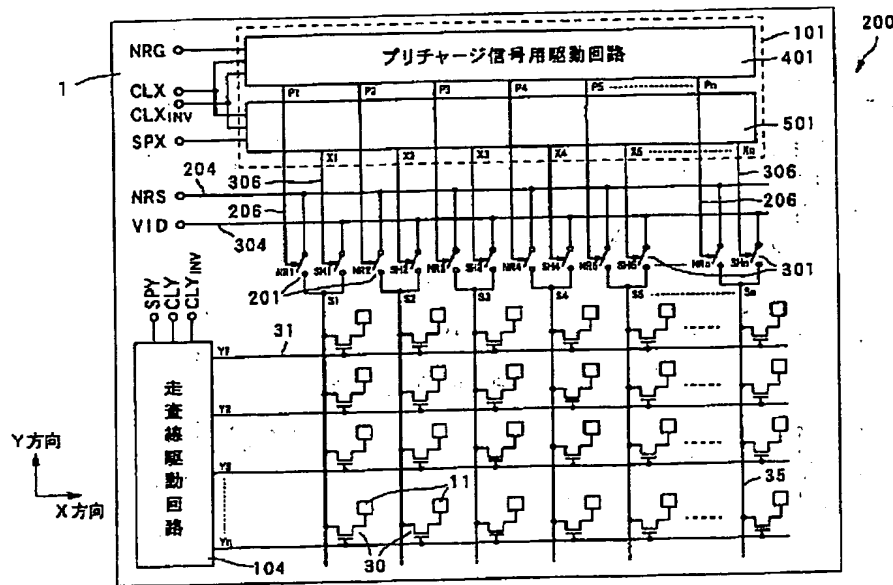 200
101
NRG
プリチャージ信号用駆動回路
401
1
CLX
P1 P2 P3 P4 P5 Pn
CLXINV
501
SPX
X1 X2 X3 X4 X5 Xn
306 306
204
NRS
206 206
VID
304
NR1 SH1 NR2 SH2 NR3 SH3 NR4 SH4 NR5 SH5 NRn SHn
301
201
S1 S2 S3 S4 S5 Sn
SPY
CLY
CLYINV
31
Y1
走査線駆動回路
Y2
Y方向
Y3
11
35
X方向
Yn
30
104